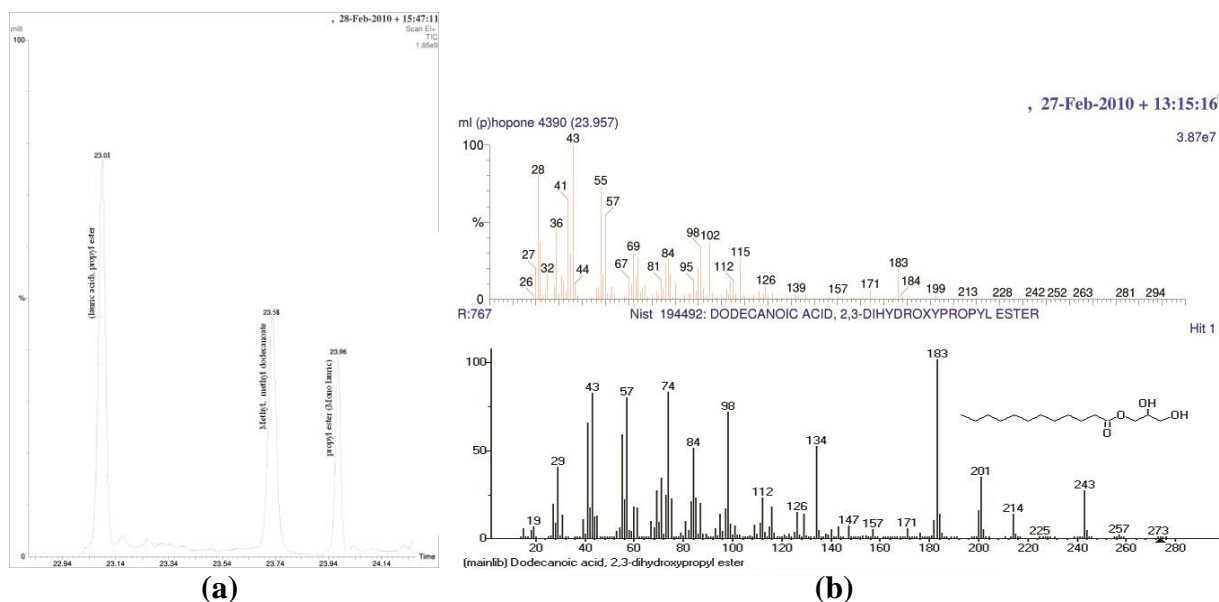 , 28-Feb-2010 + 15:47:11
Scan EI+
TIC
1.85e9
100
%
0
23.01
(lauric acid, propyl ester
23.58
Methyl, methyl dodecanoate
23.96
propyl ester (Mono lauric)
22.94 23.14 23.34 23.54 23.74 23.94 24.14
Time
(a)
, 27-Feb-2010 + 13:15:16
ml (p)hopone 4390 (23.957)
3.87e7
100
%
0
26 27 28 32 36 41 43 44 55 57 67 69 81 84 95 98 102 112 115 126 139 157 171 183 184 199 213 228 242 252 263 281 294
R:767 Nist 194492: DODECANOIC ACID, 2,3-DIHYDROXYPROPYL ESTER
Hit 1
100
50
0
19 29 43 57 74 84 98 112 126 134 147 157 171 183 201 214 225 243 257 273
O
O
OH
OH
20 40 60 80 100 120 140 160 180 200 220 240 260 280
(mainlib) Dodecanoic acid, 2,3-dihydroxypropyl ester
(b)